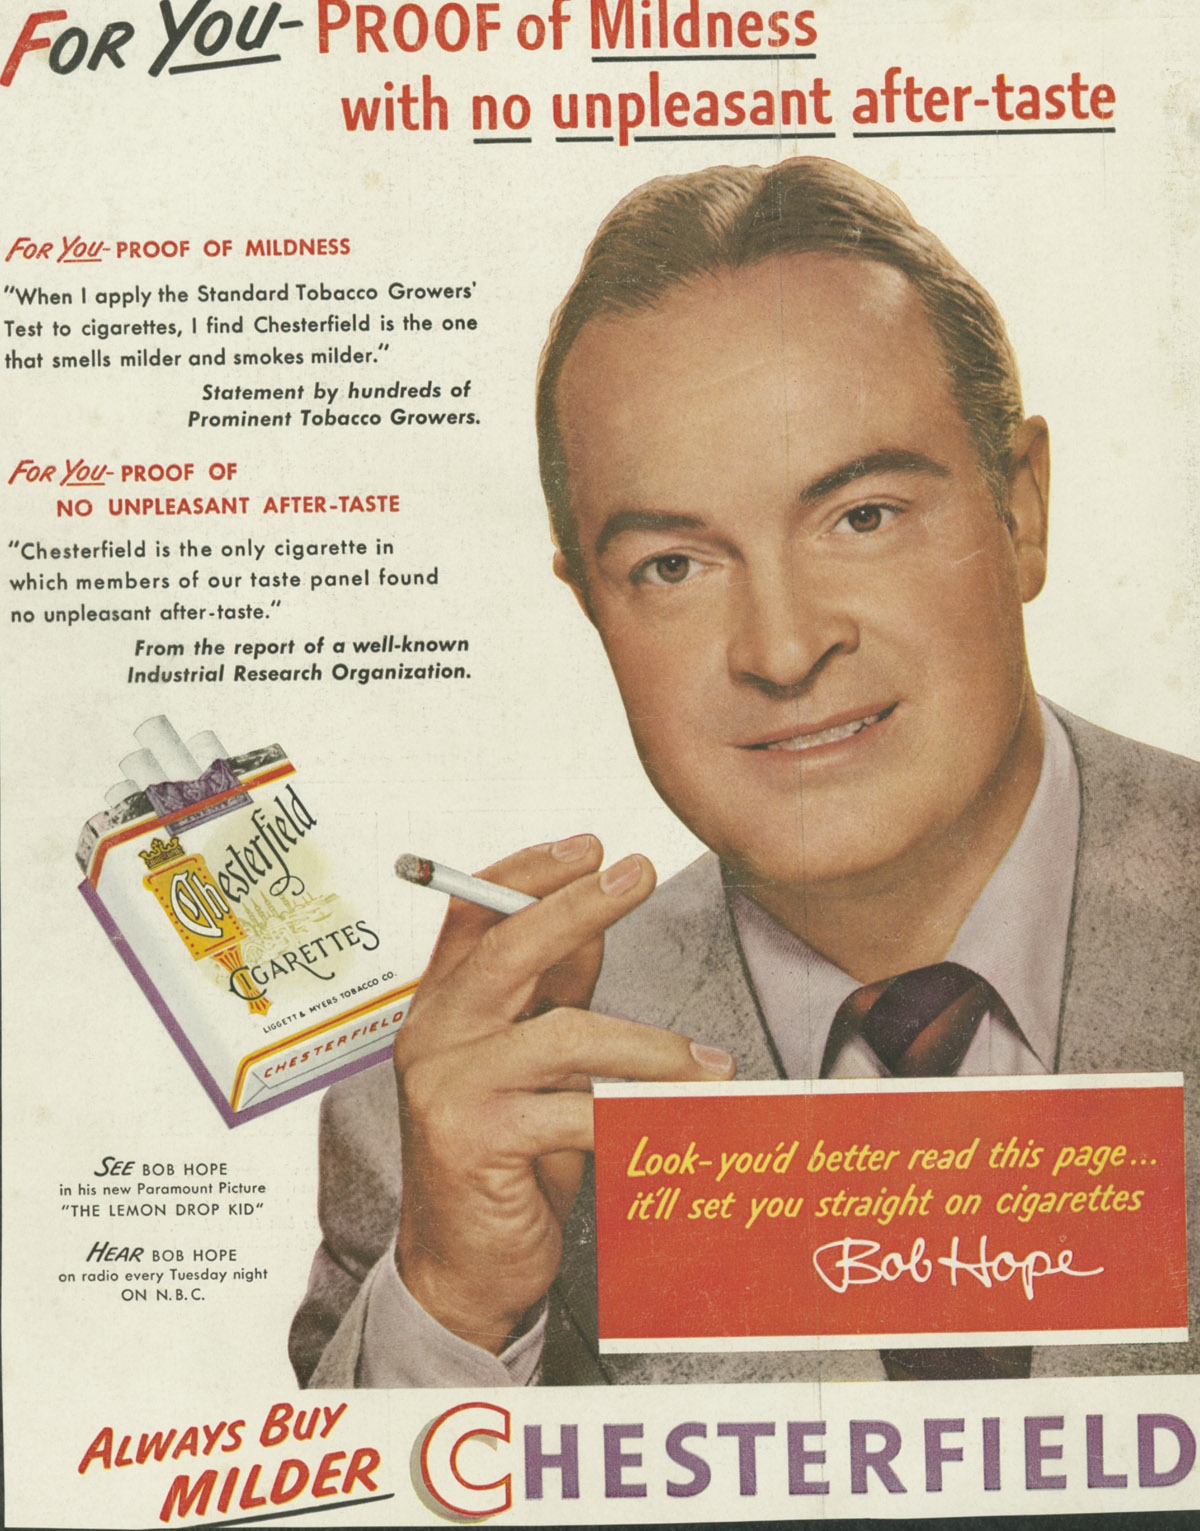 FOR YOU- PROOF of Mildness
with no unpleasant after-taste
FOR YOU- PROOF OF MILDNESS
"When I apply the Standard Tobacco Growers'
Test to cigarettes, I find Chesterfield is the one
that smells milder and smokes milder."
Statement by hundreds of
Prominent Tobacco Growers.
FOR YOU- PROOF OF
NO UNPLEASANT AFTER-TASTE
"Chesterfield is the only cigarette in
which members of our taste panel found
no unpleasant after-taste."
From the report of a well-known
Industrial Research Organization.
Chesterfield
CIGARETTES
LIGGETT & MYERS TOBACCO CO.
CHESTERFIELD
Look-you'd better read this page...
it'll set you straight on cigarettes
Bob Hope
SEE BOB HOPE
in his new Paramount Picture
"THE LEMON DROP KID"
HEAR BOB HOPE
on radio every Tuesday night
ON N.B.C.
ALWAYS BUY
MILDER CHESTERFIELD